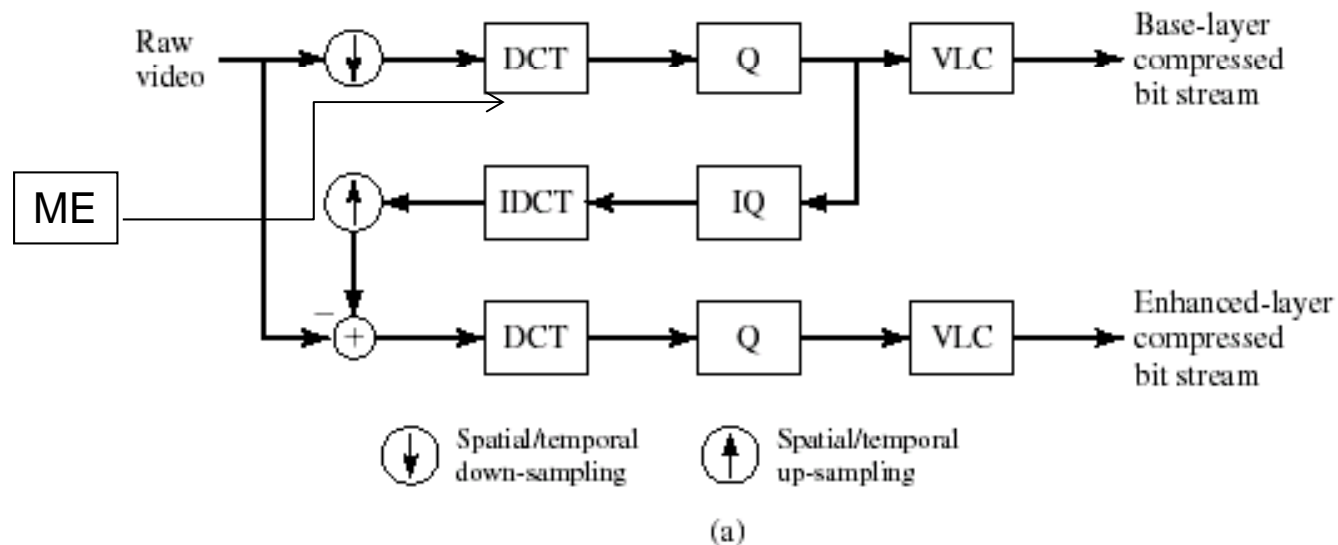 Raw
video
DCT
Q
VLC
Base-layer
compressed
bit stream
ME
IDCT
IQ
−
+
DCT
Q
VLC
Enhanced-layer
compressed
bit stream
Spatial/temporal
down-sampling
Spatial/temporal
up-sampling
(a)